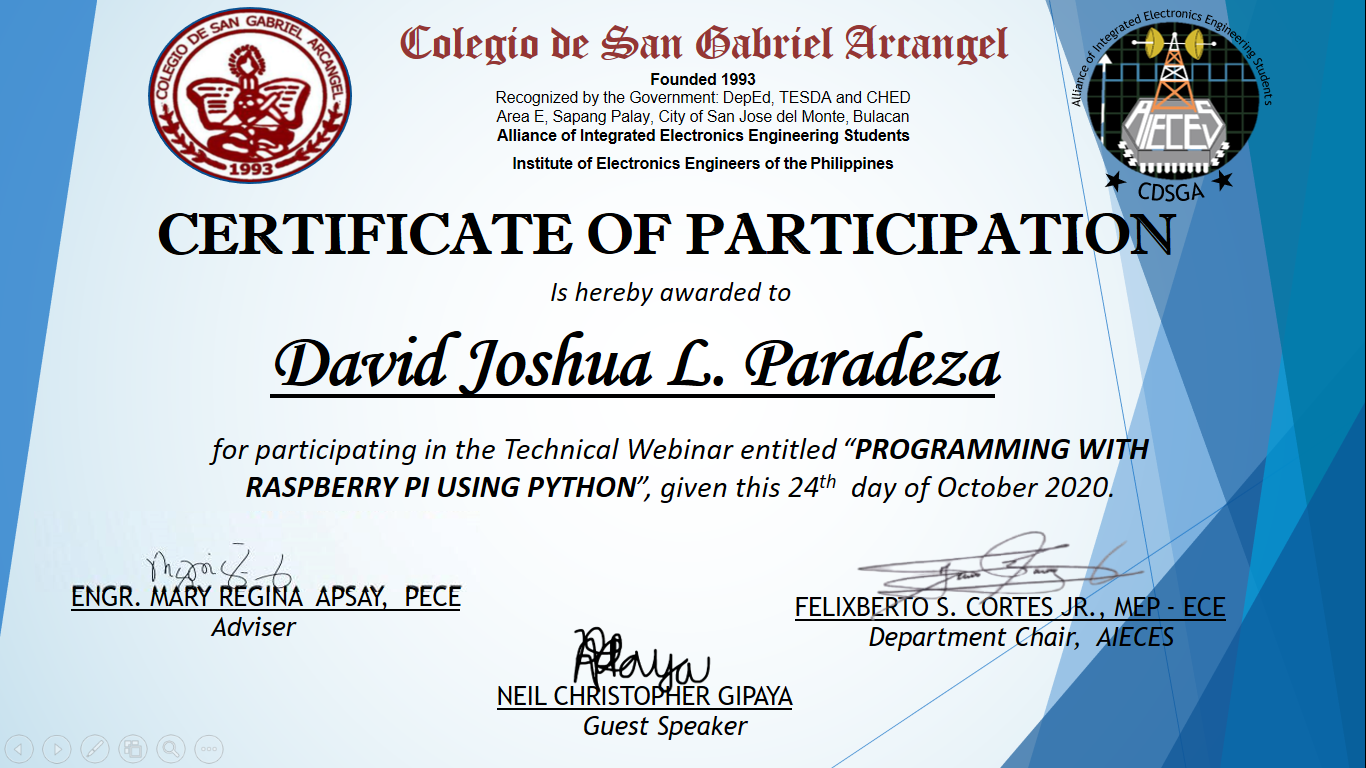 COLEGIO DE SAN GABRIEL ARCANGEL
1993
Colegio de San Gabriel Arcangel
Founded 1993
Recognized by the Government: DepEd, TESDA and CHED
Area E, Sapang Palay, City of San Jose del Monte, Bulacan
Alliance of Integrated Electronics Engineering Students
Institute of Electronics Engineers of the Philippines
Alliance of Integrated Electronics Engineering Student s
AIECES
CDSGA
CERTIFICATE OF PARTICIPATION
Is hereby awarded to
David Joshua L. Paradeza
for participating in the Technical Webinar entitled “PROGRAMMING WITH
RASPBERRY PI USING PYTHON”, given this 24th day of October 2020.
ENGR. MARY REGINA APSAY, PECE
Adviser
FELIXBERTO S. CORTES JR., MEP - ECE
Department Chair, AIECES
NEIL CHRISTOPHER GIPAYA
Guest Speaker